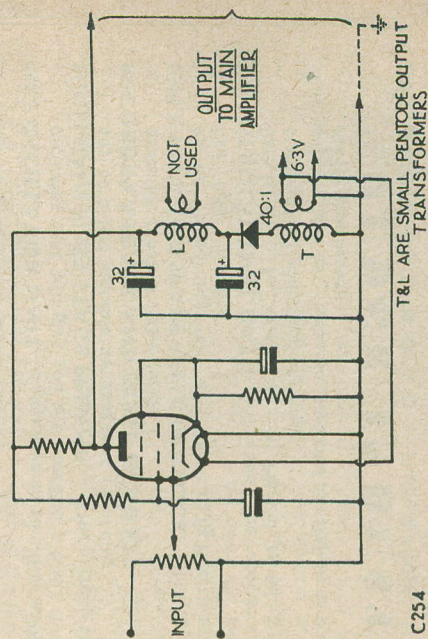 OUTPUT
TO MAIN
AMPLIFIER
NOT
USED
32 +
L
32 +
40:1
6·3V
T
INPUT
T&L ARE SMALL PENTODE OUTPUT
TRANSFORMERS
C254